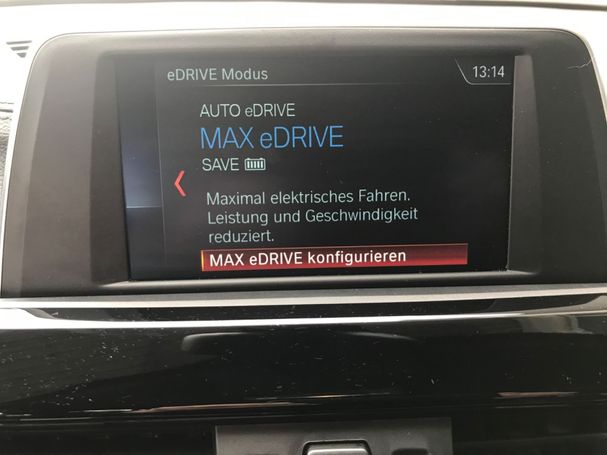 eDRIVE Modus 13:14
AUTO eDRIVE
MAX eDRIVE
SAVE
Maximal elektrisches Fahren.
Leistung und Geschwindigkeit
reduziert.
MAX eDRIVE konfigurieren